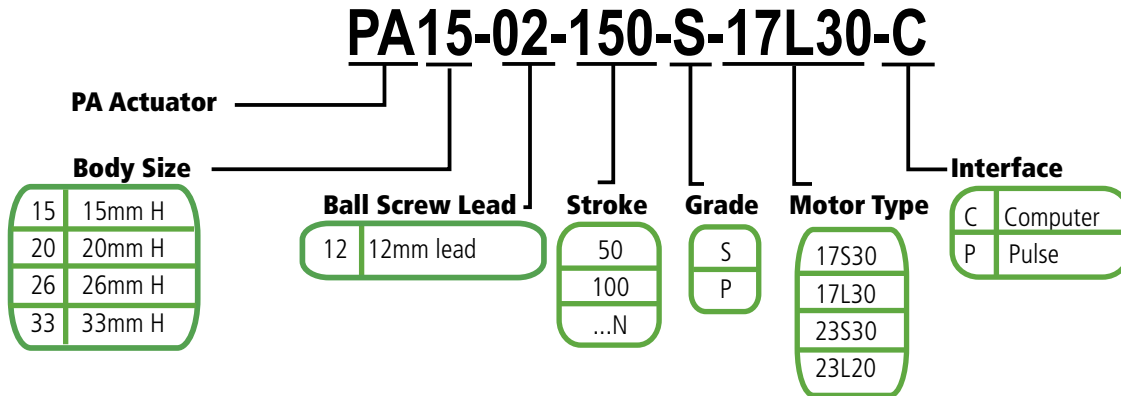 PA15-02-150-S-17L30-C
PA Actuator
Body Size
15 15mm H
20 20mm H
26 26mm H
33 33mm H
Ball Screw Lead
12 12mm lead
Stroke
50
100
...N
Grade
S
P
Motor Type
17S30
17L30
23S30
23L20
Interface
C Computer
P Pulse